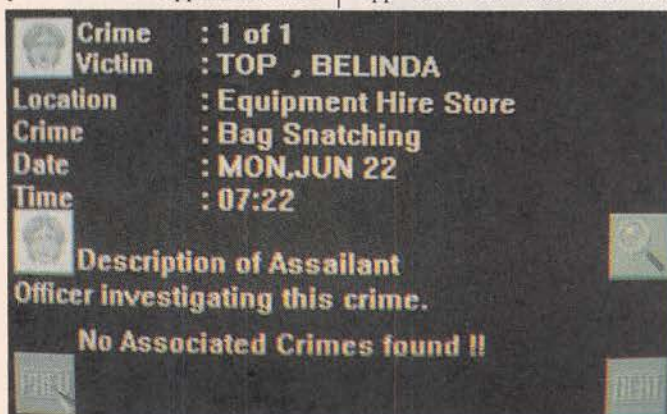 Crime : 1 of 1
Victim : TOP , BELINDA
Location : Equipment Hire Store
Crime : Bag Snatching
Date : MON,JUN 22
Time : 07:22
Description of Assailant
Officer investigating this crime.
No Associated Crimes found !!